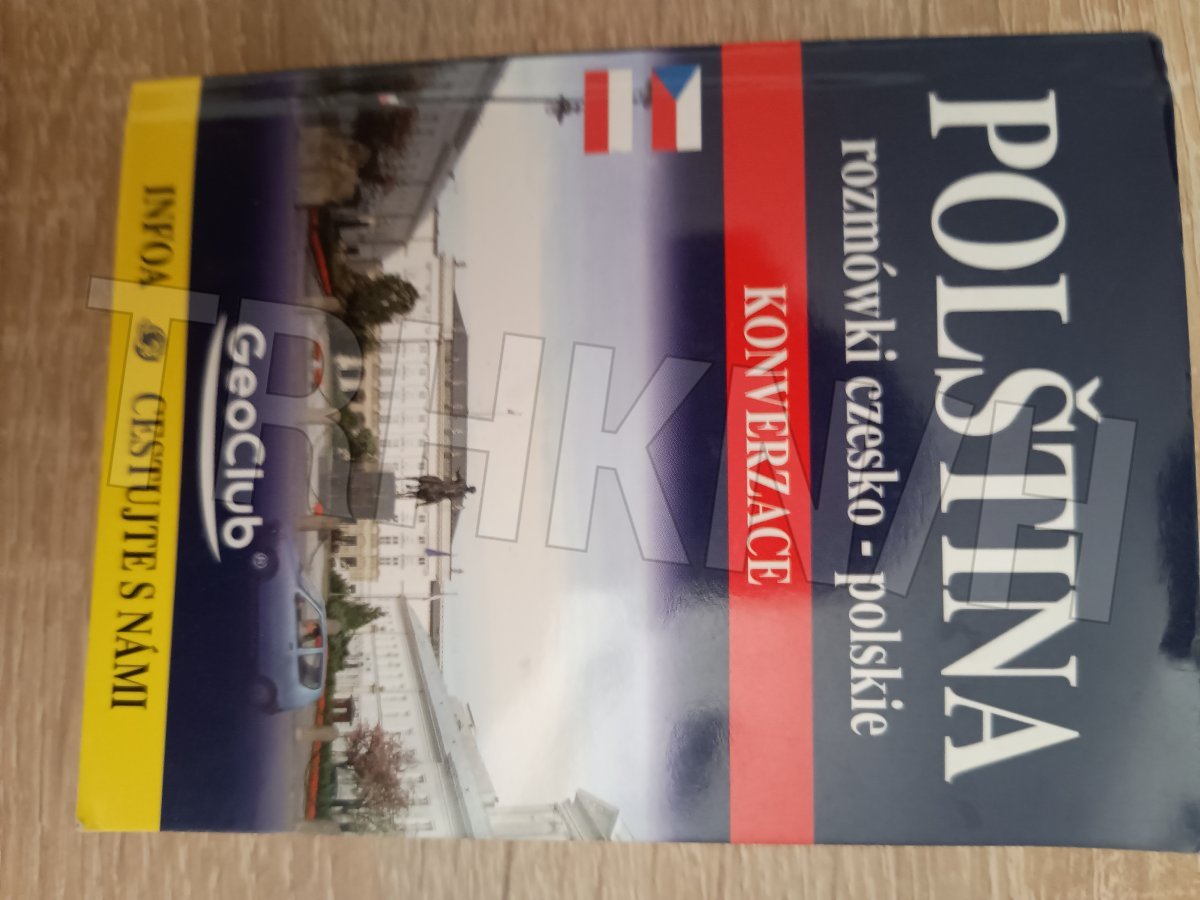 POLŠTINA
rozmówki czesko - polskie
KONVERZACE
GeoClub®
INFOA CESTUJTE S NÁMI
TRHKNIH